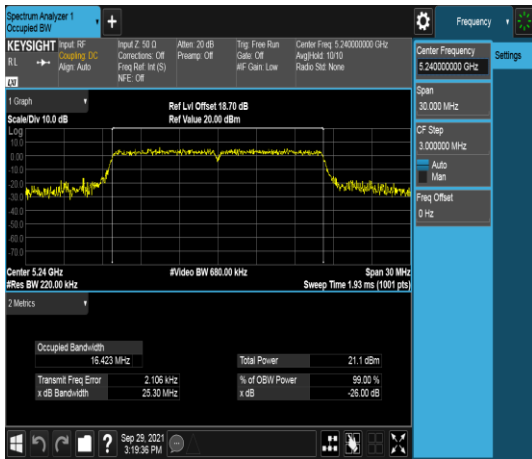 Spectrum Analyzer 1
Occupied BW
Frequency
KEYSIGHT
RL
LXI
Input: RF
Coupling: DC
Align: Auto
Input Z: 50 Ω
Corrections: Off
Freq Ref: Int (S)
NFE: Off
Atten: 20 dB
Preamp: Off
Trig: Free Run
Gate: Off
#IF Gain: Low
Center Freq: 5.240000000 GHz
Avg|Hold: 10/10
Radio Std: None
Center Frequency
5.240000000 GHz
Settings
Span
30.000 MHz
CF Step
3.000000 MHz
Auto
Man
Freq Offset
0 Hz
1 Graph
Scale/Div 10.0 dB
Ref Lvl Offset 18.70 dB
Ref Value 20.00 dBm
Log
10.0
0.00
-10.0
-20.0
-30.0
-40.0
-50.0
-60.0
-70.0
Center 5.24 GHz
#Res BW 220.00 kHz
#Video BW 680.00 kHz
Span 30 MHz
Sweep Time 1.93 ms (1001 pts)
2 Metrics
Occupied Bandwidth
16.423 MHz
Total Power 21.1 dBm
Transmit Freq Error 2.106 kHz
% of OBW Power 99.00 %
x dB Bandwidth 25.30 MHz
x dB -26.00 dB
?
Sep 29, 2021
3:19:36 PM